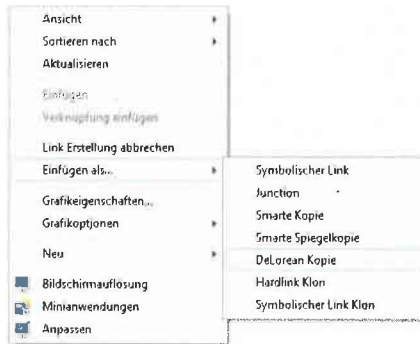 Ansicht
Sortieren nach
Aktualisieren
Einfügen
Verknüpfung einfügen
Link Erstellung abbrechen
Einfügen als...
Grafikeigenschaften...
Grafikoptionen
Neu
Bildschirmauflösung
Minianwendungen
Anpassen
Symbolischer Link
Junction
Smarte Kopie
Smarte Spiegelkopie
DeLorean Kopie
Hardlink Klon
Symbolischer Link Klon